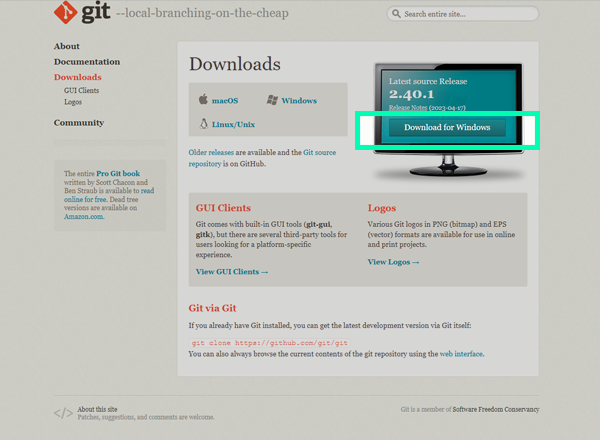 git --local-branching-on-the-cheap
Search entire site...
About
Documentation
Downloads
GUI Clients
Logos
Community
The entire Pro Git book
written by Scott Chacon and
Ben Straub is available to read
online for free. Dead tree
versions are available on
Amazon.com.
Downloads
macOS
Windows
Linux/Unix
Older releases are available and the Git source
repository is on GitHub.
Latest source Release
2.40.1
Release Notes (2023-04-17)
Download for Windows
GUI Clients
Git comes with built-in GUI tools (git-gui,
gitk), but there are several third-party tools for
users looking for a platform-specific
experience.
View GUI Clients →
Logos
Various Git logos in PNG (bitmap) and EPS
(vector) formats are available for use in online
and print projects.
View Logos →
Git via Git
If you already have Git installed, you can get the latest development version via Git itself:
git clone https://github.com/git/git
You can also always browse the current contents of the git repository using the web interface.
</> About this site
Patches, suggestions, and comments are welcome.
Git is a member of Software Freedom Conservancy